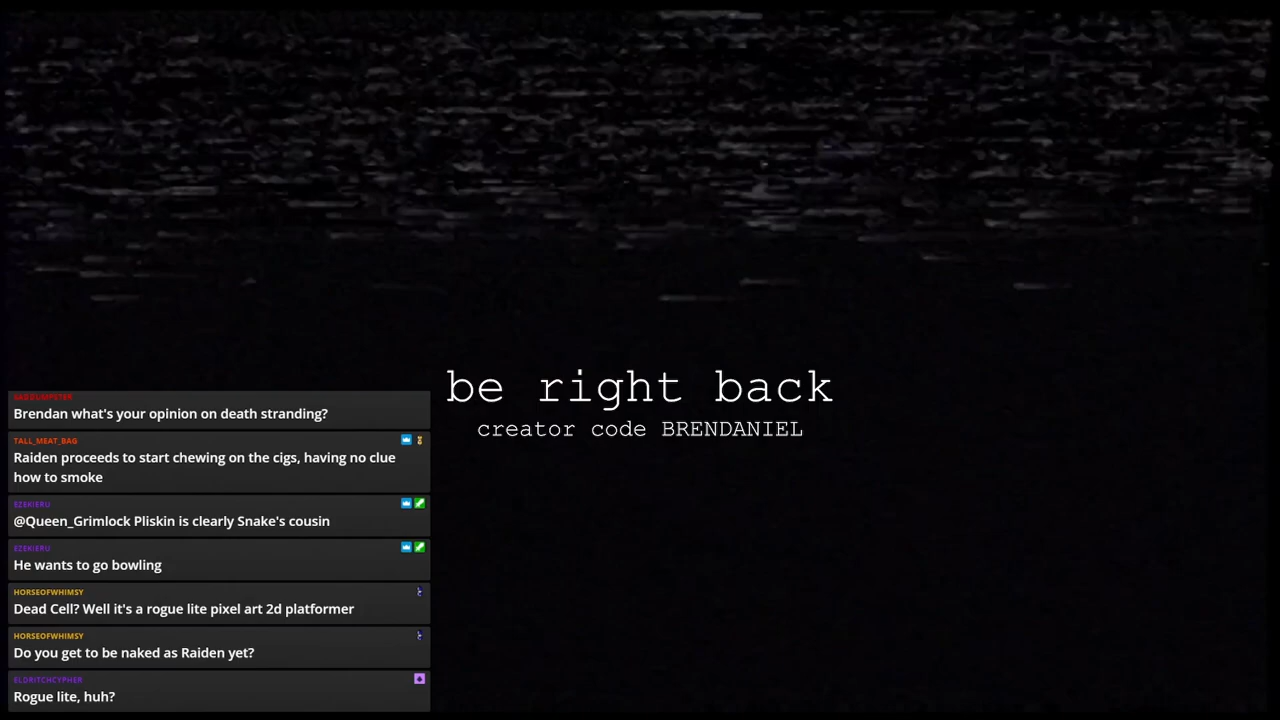 be right back
creator code BRENDANIEL
SADDUMPSTER
Brendan what's your opinion on death stranding?
TALL_MEAT_BAG
Raiden proceeds to start chewing on the cigs, having no clue
how to smoke
EZEKIERU
@Queen_Grimlock Pliskin is clearly Snake's cousin
EZEKIERU
He wants to go bowling
HORSEOFWHIMSY
Dead Cell? Well it's a rogue lite pixel art 2d platformer
HORSEOFWHIMSY
Do you get to be naked as Raiden yet?
ELDRITCHCYPHER
Rogue lite, huh?